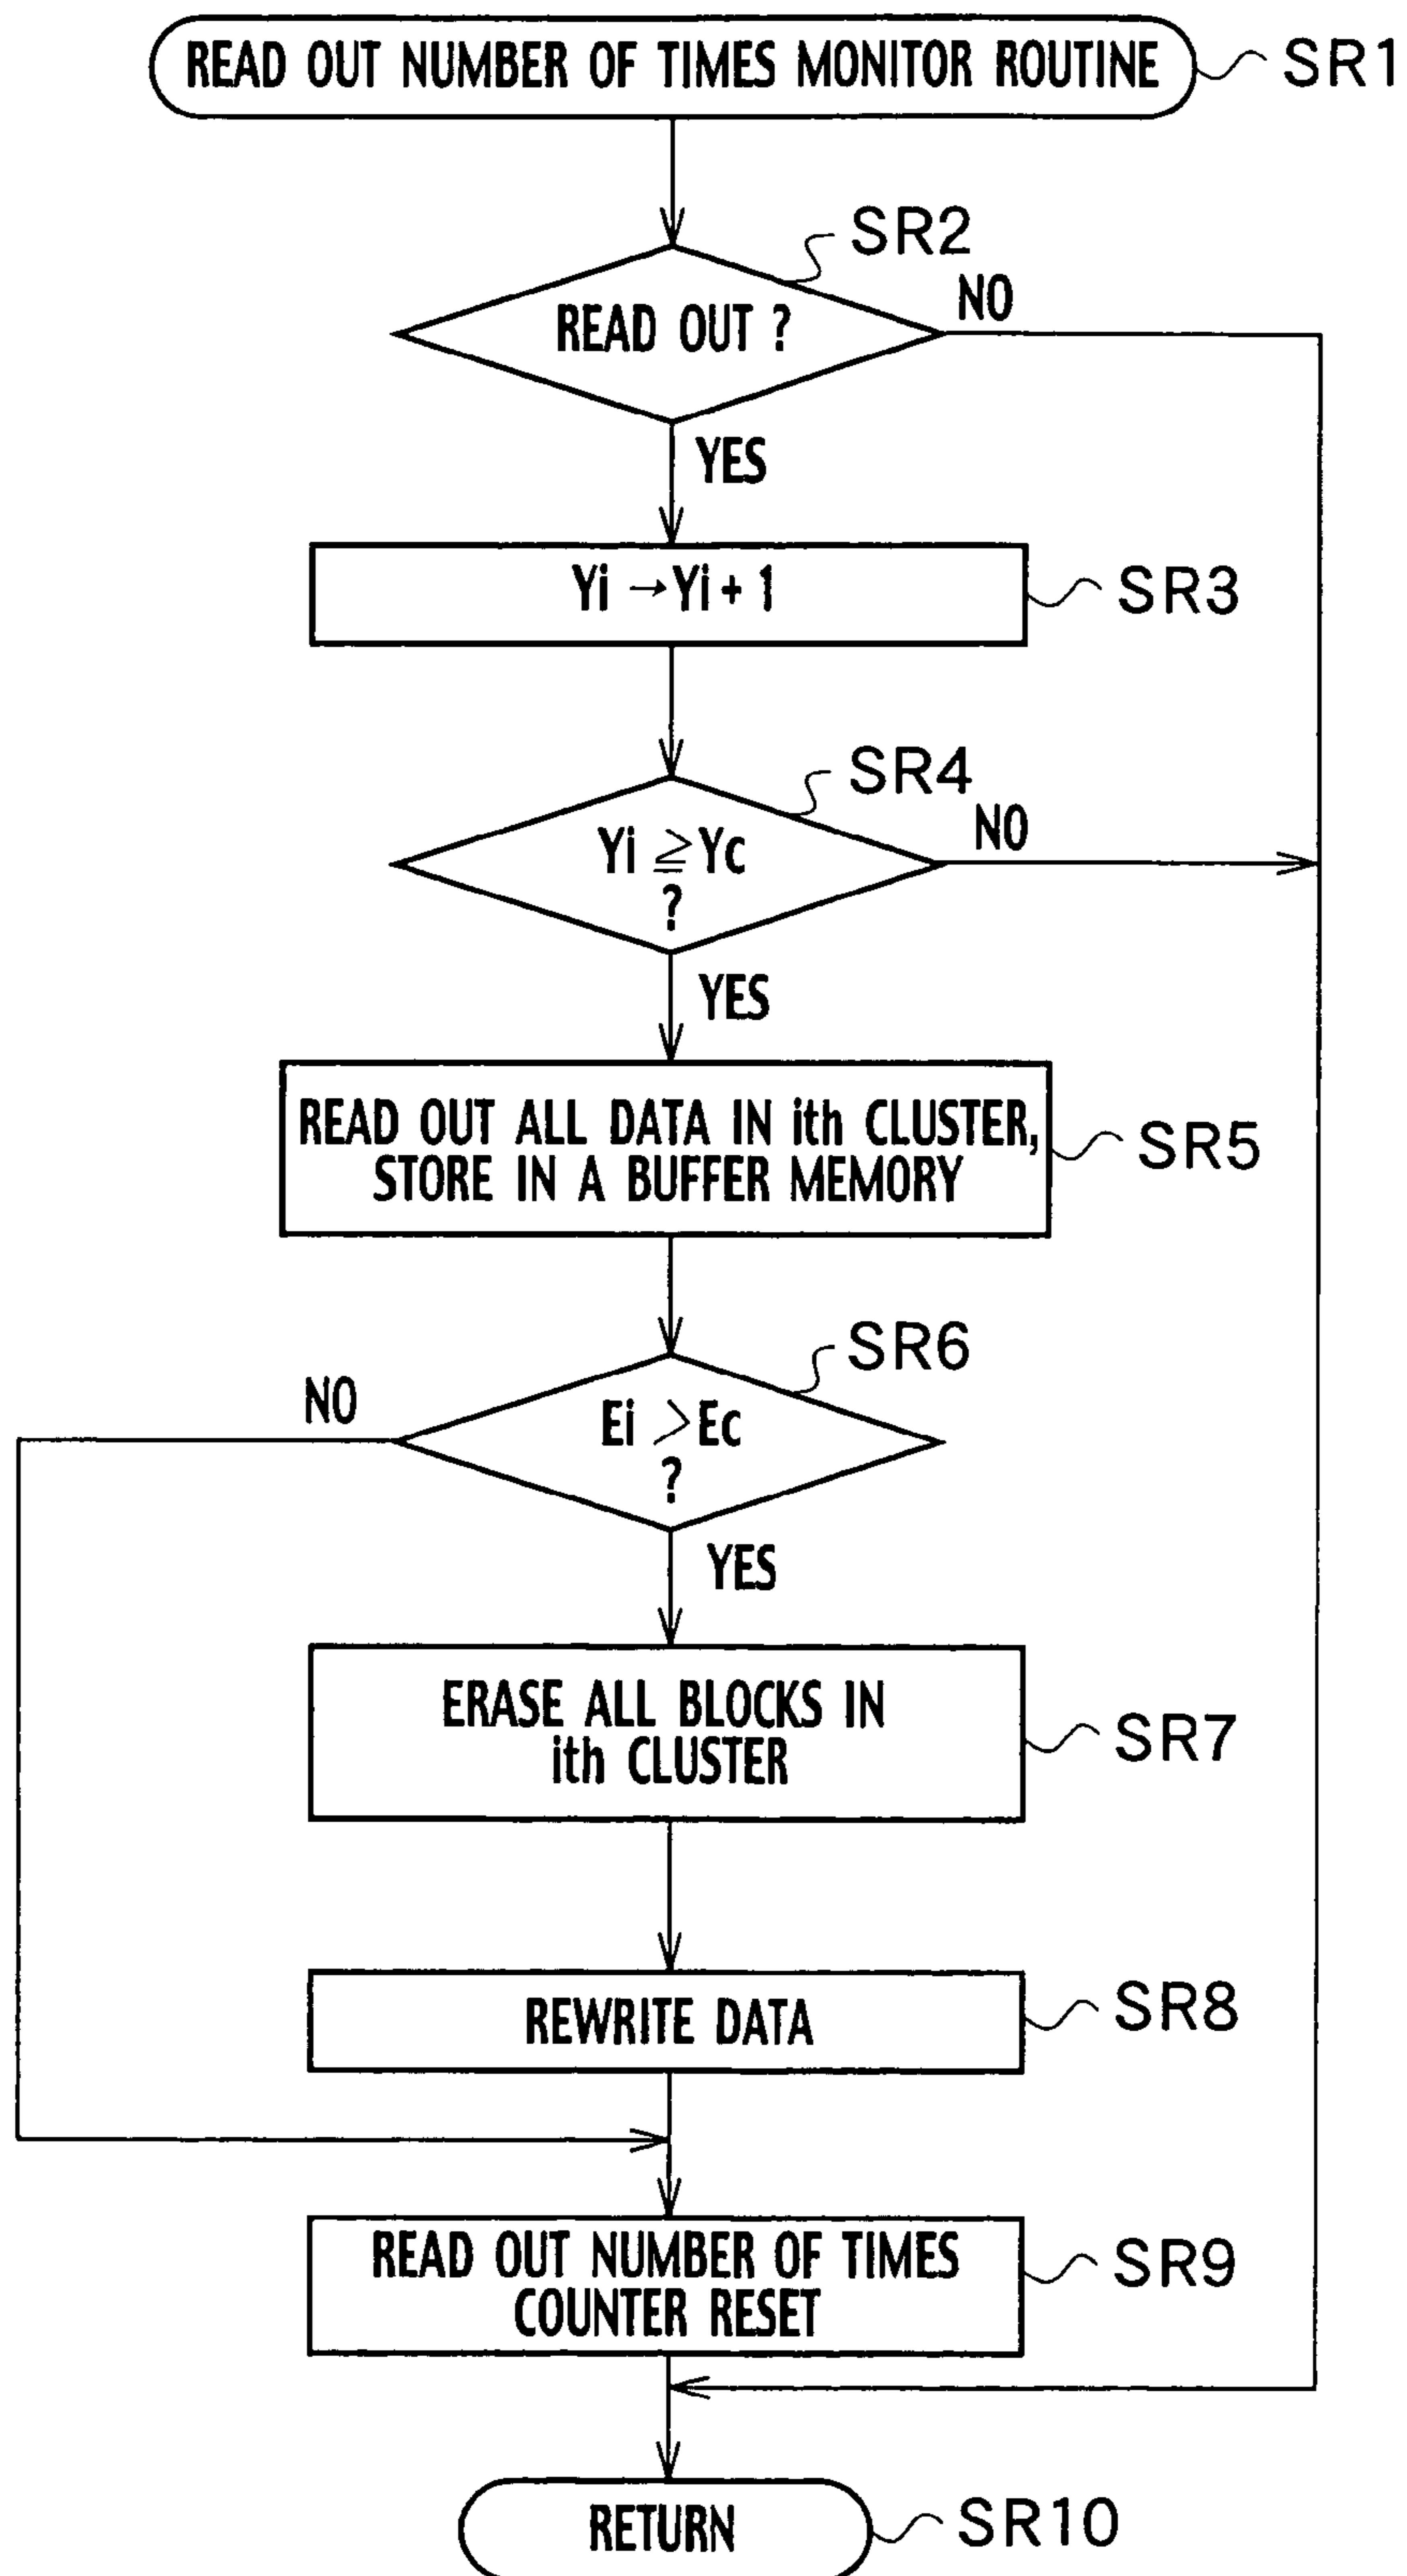 READ OUT NUMBER OF TIMES MONITOR ROUTINE
SR1
SR2
READ OUT ?
NO
YES
Yi → Yi + 1
SR3
SR4
Yi ≧ Yc
?
NO
YES
READ OUT ALL DATA IN ith CLUSTER,
STORE IN A BUFFER MEMORY
SR5
SR6
NO
Ei > Ec
?
YES
ERASE ALL BLOCKS IN
ith CLUSTER
SR7
REWRITE DATA
SR8
READ OUT NUMBER OF TIMES
COUNTER RESET
SR9
RETURN
SR10